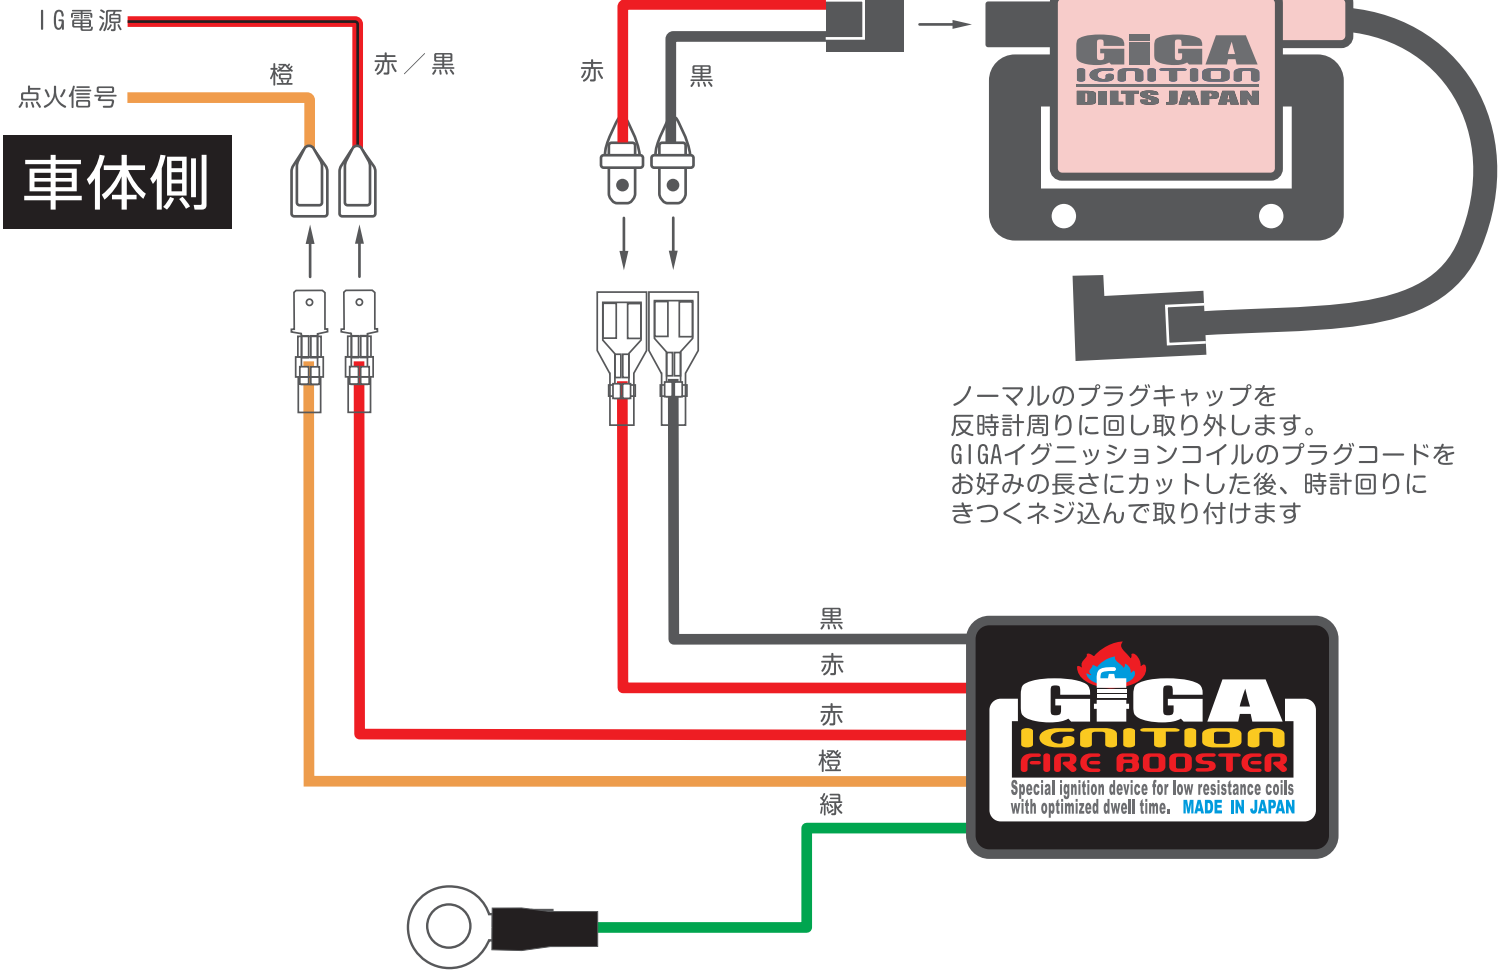 IG電源
赤／黒
橙
点火信号
車体側
赤
黒
GiGA
IGNITION
DILTS JAPAN
ノーマルのプラグキャップを
反時計周りに回し取り外します。
GIGAイグニッションコイルのプラグコードを
お好みの長さにカットした後、時計回りに
きつくネジ込んで取り付けます
黒
赤
赤
橙
緑
GiGA
IGNITION
FIRE BOOSTER
Special ignition device for low resistance coils
with optimized dwell time. MADE IN JAPAN